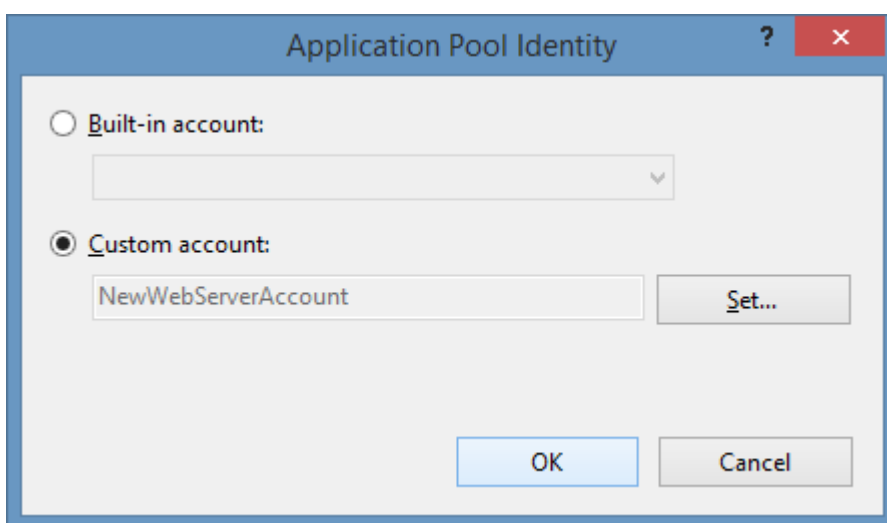 Application Pool Identity
?
×
Built-in account:
Custom account:
NewWebServerAccount
Set...
OK
Cancel